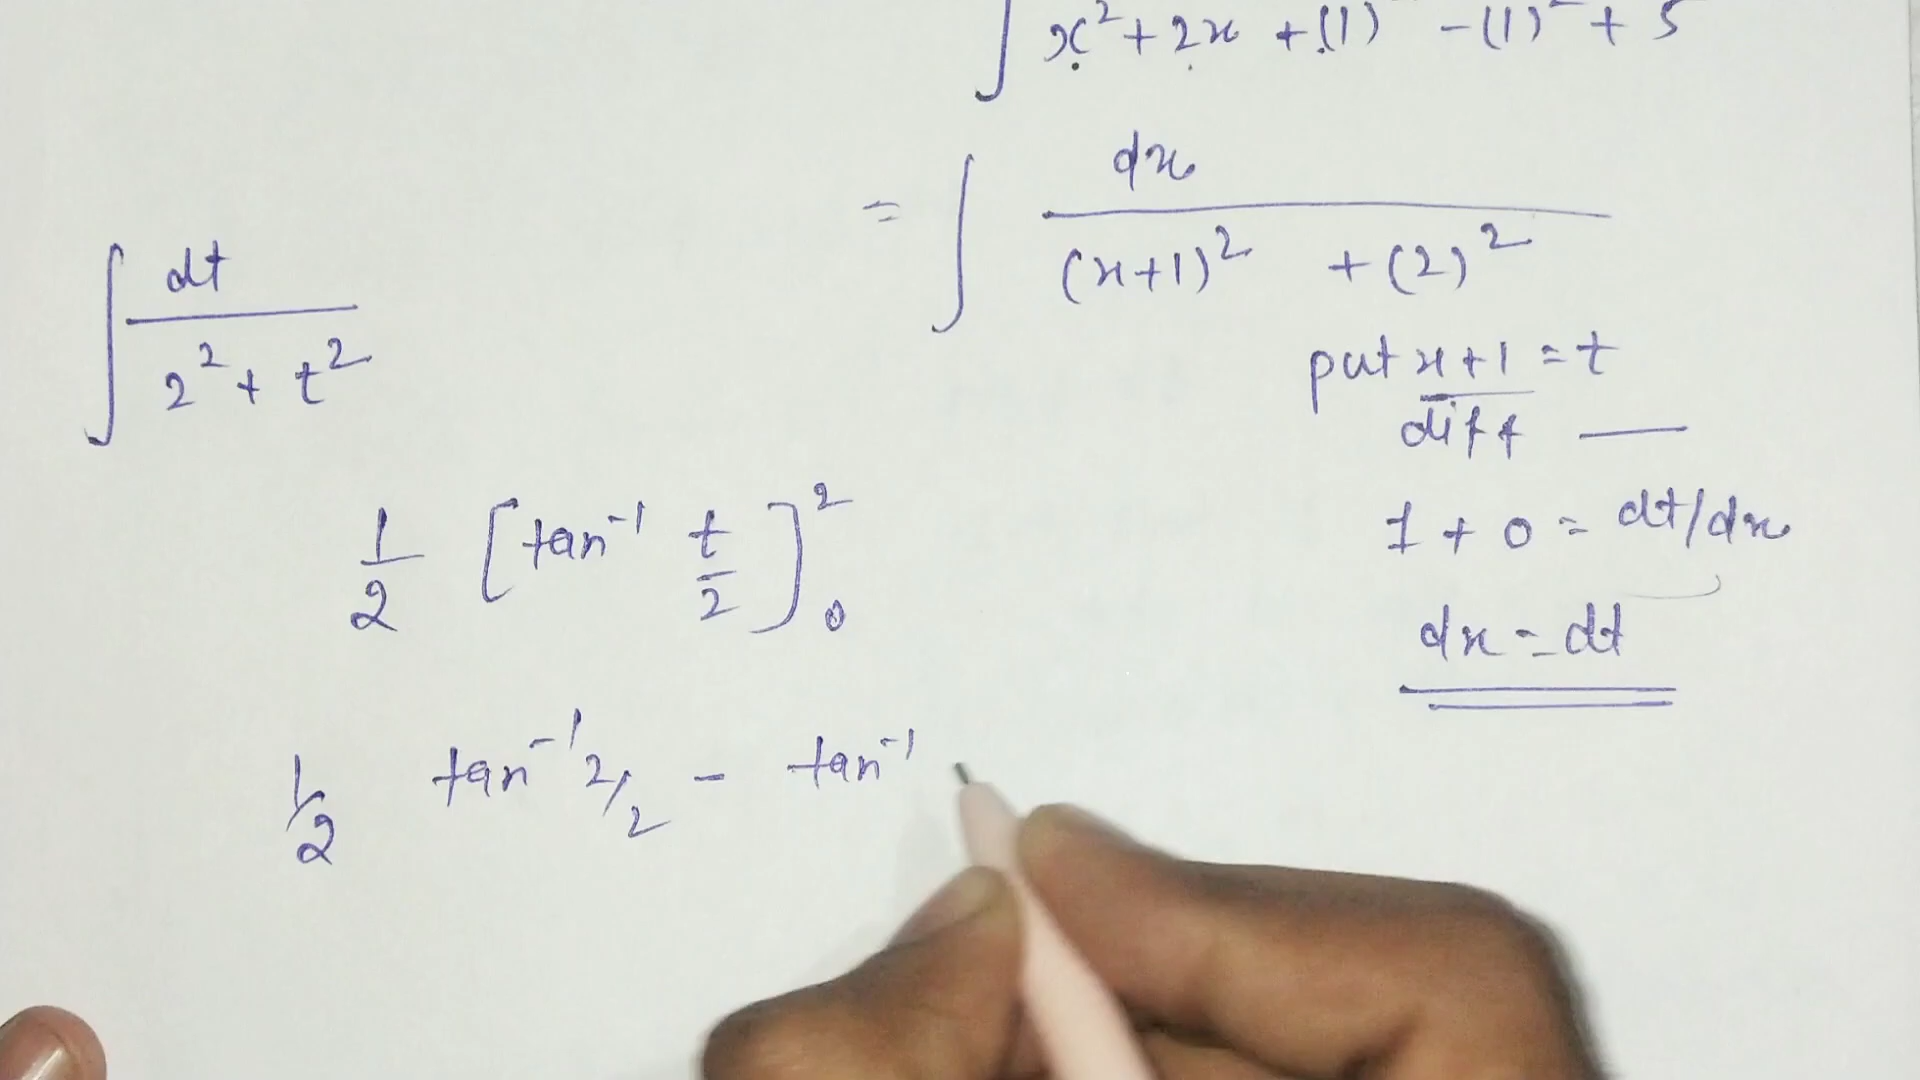 ∫ x² + 2x + (1)² - (1)² + 5
= ∫ dx / (x+1)² + (2)²
∫ dt / 2² + t²
put x+1 = t
diff —
1 + 0 = dt/dx
dx = dt
1/2 [tan⁻¹ t/2]₀²
1/2 tan⁻¹ 2/2 - tan⁻¹